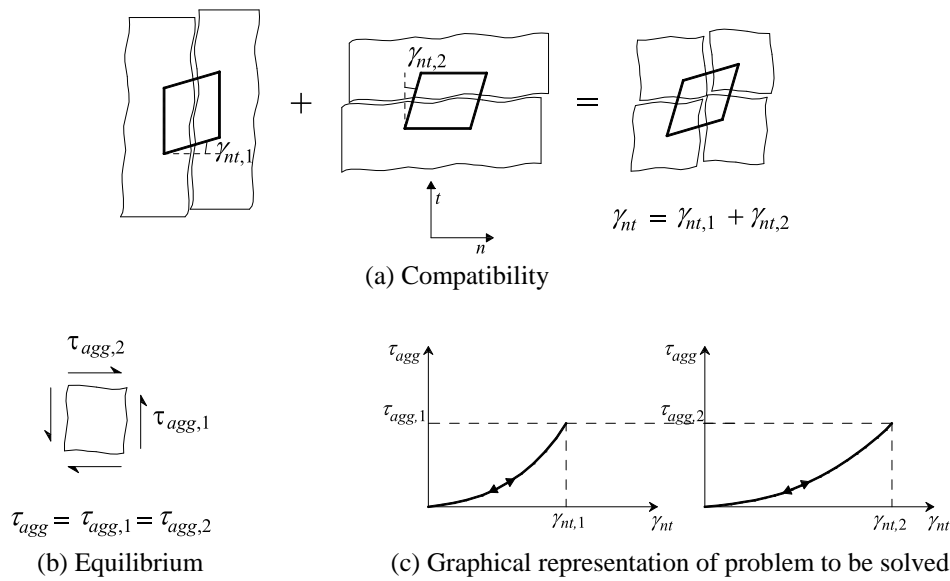 γnt,2
+
=
γnt,1
t
n
γnt = γnt,1 + γnt,2
(a) Compatibility
τagg,2
τagg,1
τagg = τagg,1 = τagg,2
(b) Equilibrium
τagg
τagg
τagg,1
τagg,2
γnt,1
γnt
γnt,2
γnt
(c) Graphical representation of problem to be solved